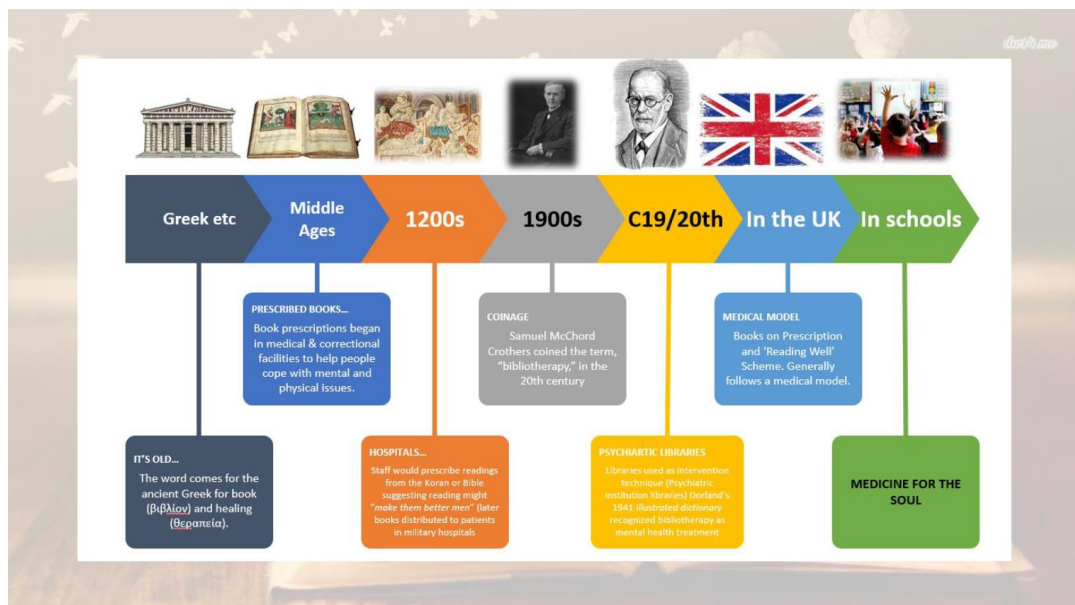 Greek etc
Middle
Ages
1200s
1900s
C19/20th
In the UK
In schools
PRESCRIBED BOOKS...
Book prescriptions began
in medical & correctional
facilities to help people
cope with mental and
physical issues.
COINAGE
Samuel McChord
Crothers coined the term,
"bibliotherapy," in the
20th century
MEDICAL MODEL
Books on Prescription
and 'Reading Well'
Scheme. Generally
follows a medical model.
IT'S OLD...
The word comes for the
ancient Greek for book
(βιβλίον) and healing
(θεραπεία).
HOSPITALS...
Staff would prescribe readings
from the Koran or Bible
suggesting reading might
"make them better men" (later
books distributed to patients
in military hospitals
PSYCHIARTIC LIBRARIES
Libraries used as intervention
technique (Psychiatric
institution libraries) Dorland's
1941 illustrated dictionary
recognized bibliotherapy as
mental health treatment
MEDICINE FOR THE
SOUL